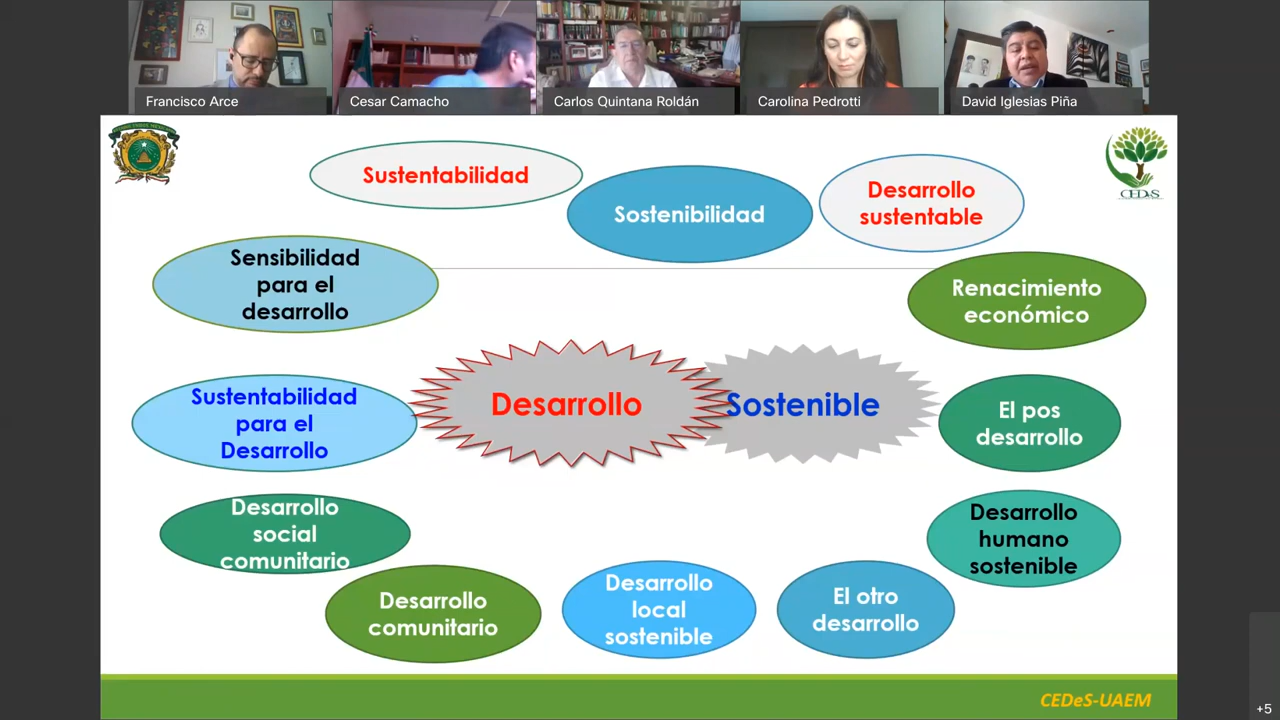 Francisco Arce
Cesar Camacho
Carlos Quintana Roldán
Carolina Pedrotti
David Iglesias Piña
CEDeS
Sustentabilidad
Sostenibilidad
Desarrollo
sustentable
Sensibilidad
para el
desarrollo
Renacimiento
económico
Desarrollo
Sostenible
Sustentabilidad
para el
Desarrollo
El pos
desarrollo
Desarrollo
social
comunitario
Desarrollo
humano
sostenible
Desarrollo
comunitario
Desarrollo
local
sostenible
El otro
desarrollo
CEDeS-UAEM
+5